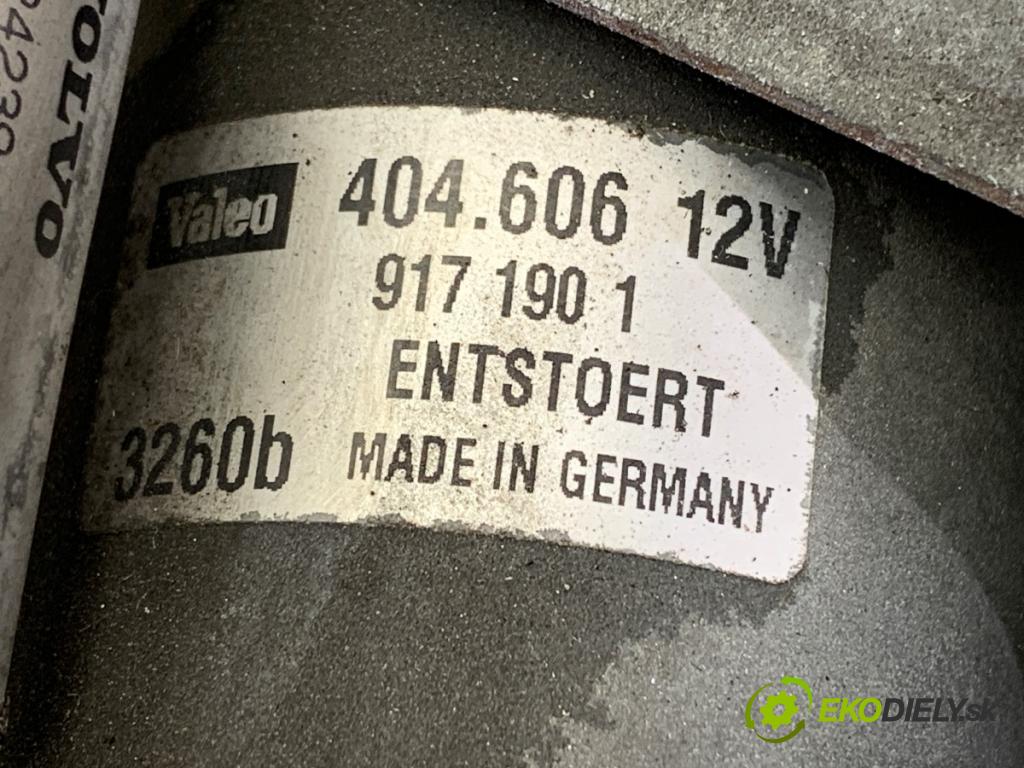 VOLVO
Valeo 404.606 12V
917 190 1
ENTSTOERT
3260b MADE IN GERMANY
EKODIELY.sk